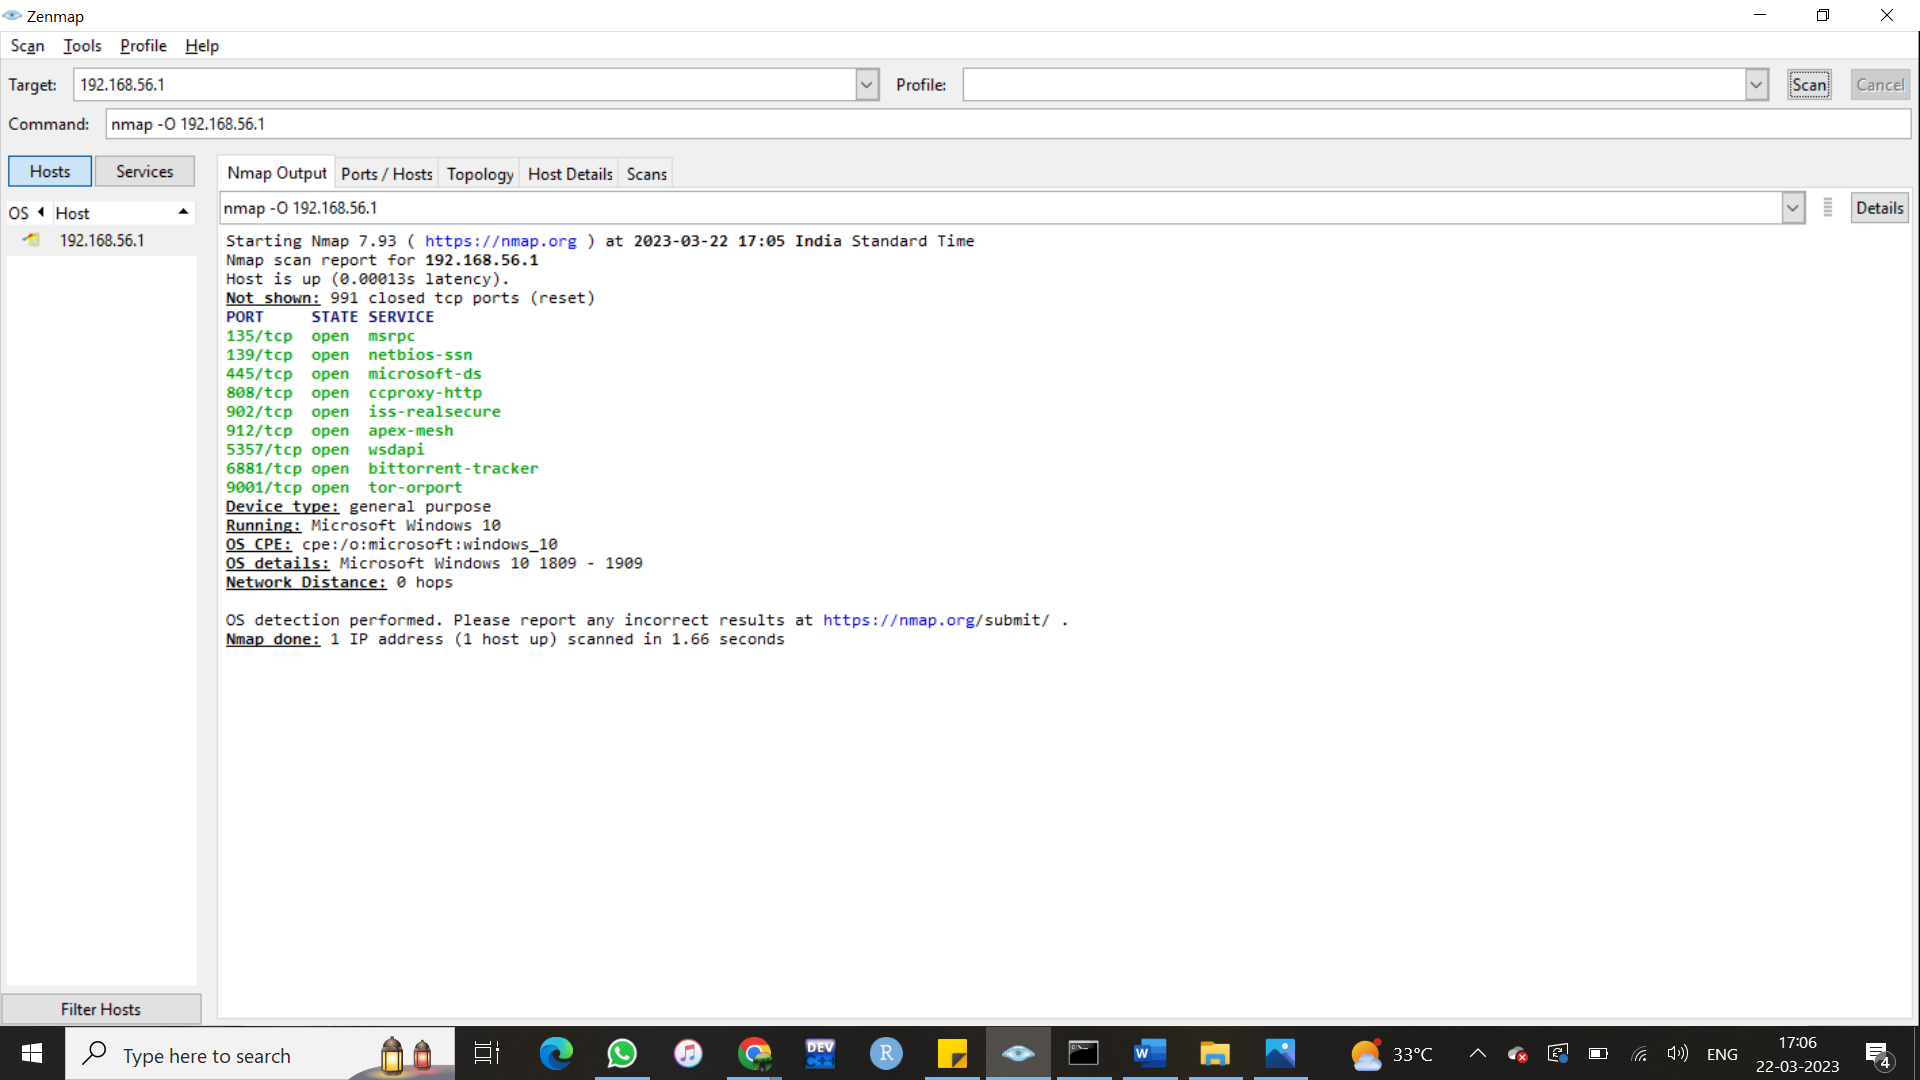 Zenmap
Scan Tools Profile Help
Target: 192.168.56.1 Profile: Scan Cancel
Command: nmap -O 192.168.56.1
Hosts Services Nmap Output Ports / Hosts Topology Host Details Scans
OS Host
192.168.56.1
nmap -O 192.168.56.1 Details
Starting Nmap 7.93 ( https://nmap.org ) at 2023-03-22 17:05 India Standard Time
Nmap scan report for 192.168.56.1
Host is up (0.00013s latency).
Not shown: 991 closed tcp ports (reset)
PORT STATE SERVICE
135/tcp open msrpc
139/tcp open netbios-ssn
445/tcp open microsoft-ds
808/tcp open ccproxy-http
902/tcp open iss-realsecure
912/tcp open apex-mesh
5357/tcp open wsdapi
6881/tcp open bittorrent-tracker
9001/tcp open tor-orport
Device type: general purpose
Running: Microsoft Windows 10
OS CPE: cpe:/o:microsoft:windows_10
OS details: Microsoft Windows 10 1809 - 1909
Network Distance: 0 hops
OS detection performed. Please report any incorrect results at https://nmap.org/submit/ .
Nmap done: 1 IP address (1 host up) scanned in 1.66 seconds
Filter Hosts
Type here to search
DEV C++
R
W
33°C
ENG
17:06
22-03-2023
4